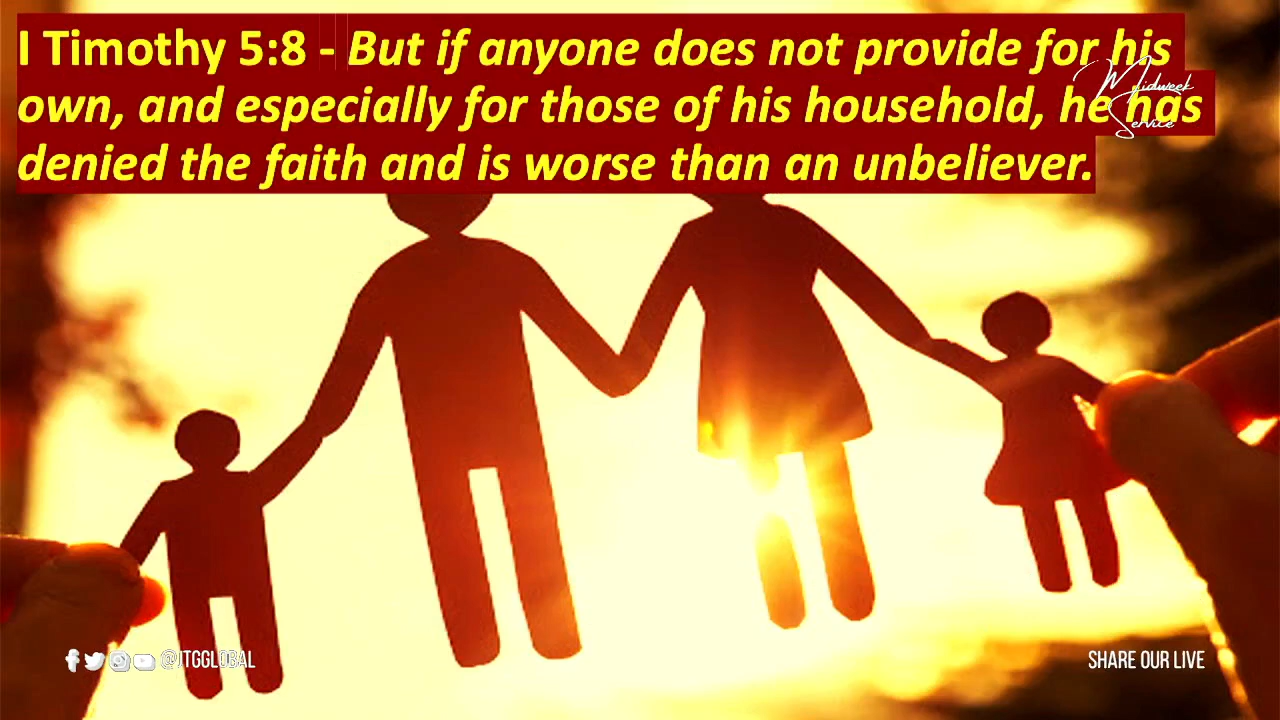 I Timothy 5:8 - But if anyone does not provide for his
own, and especially for those of his household, he has
denied the faith and is worse than an unbeliever.
Midweek
Service
@ITGGLOBAL
SHARE OUR LIVE